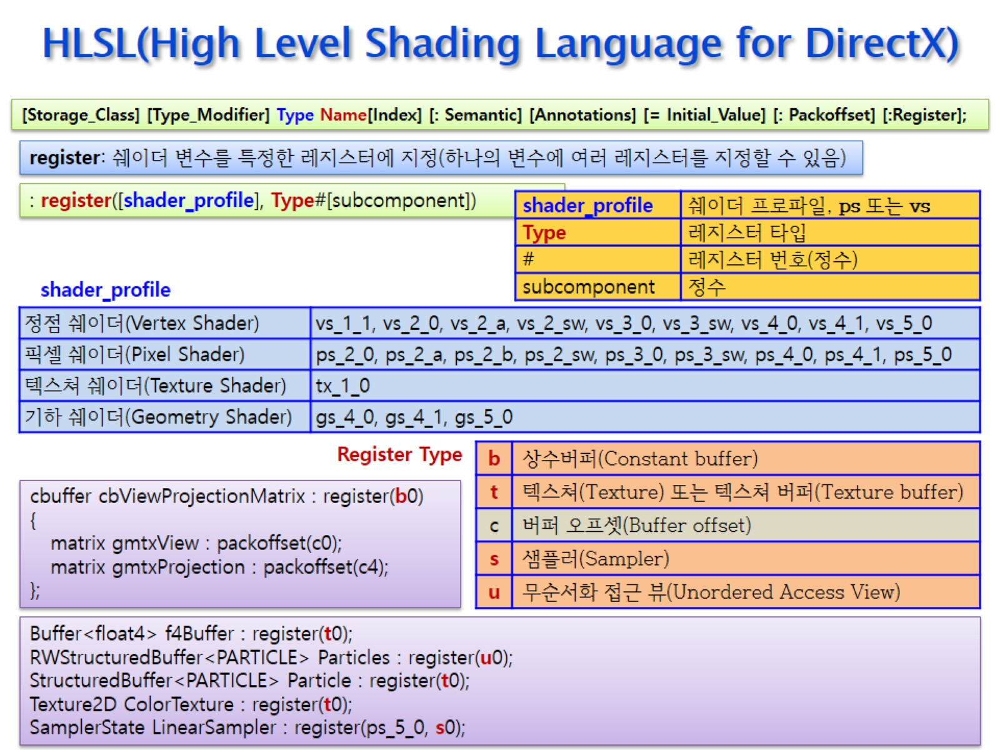 HLSL(High Level Shading Language for DirectX)
[Storage_Class] [Type_Modifier] Type Name[Index] [: Semantic] [Annotations] [= Initial_Value] [: Packoffset] [:Register];
register: 쉐이더 변수를 특정한 레지스터에 지정(하나의 변수에 여러 레지스터를 지정할 수 있음)
: register([shader_profile], Type#[subcomponent])
shader_profile 쉐이더 프로파일, ps 또는 vs
Type 레지스터 타입
# 레지스터 번호(정수)
subcomponent 정수
shader_profile
정점 쉐이더(Vertex Shader) vs_1_1, vs_2_0, vs_2_a, vs_2_sw, vs_3_0, vs_3_sw, vs_4_0, vs_4_1, vs_5_0
픽셀 쉐이더(Pixel Shader) ps_2_0, ps_2_a, ps_2_b, ps_2_sw, ps_3_0, ps_3_sw, ps_4_0, ps_4_1, ps_5_0
텍스쳐 쉐이더(Texture Shader) tx_1_0
기하 쉐이더(Geometry Shader) gs_4_0, gs_4_1, gs_5_0
Register Type
b 상수버퍼(Constant buffer)
t 텍스쳐(Texture) 또는 텍스쳐 버퍼(Texture buffer)
c 버퍼 오프셋(Buffer offset)
s 샘플러(Sampler)
u 무순서화 접근 뷰(Unordered Access View)
cbuffer cbViewProjectionMatrix : register(b0)
{
matrix gmtxView : packoffset(c0);
matrix gmtxProjection : packoffset(c4);
};
Buffer<float4> f4Buffer : register(t0);
RWStructuredBuffer<PARTICLE> Particles : register(u0);
StructuredBuffer<PARTICLE> Particle : register(t0);
Texture2D ColorTexture : register(t0);
SamplerState LinearSampler : register(ps_5_0, s0);